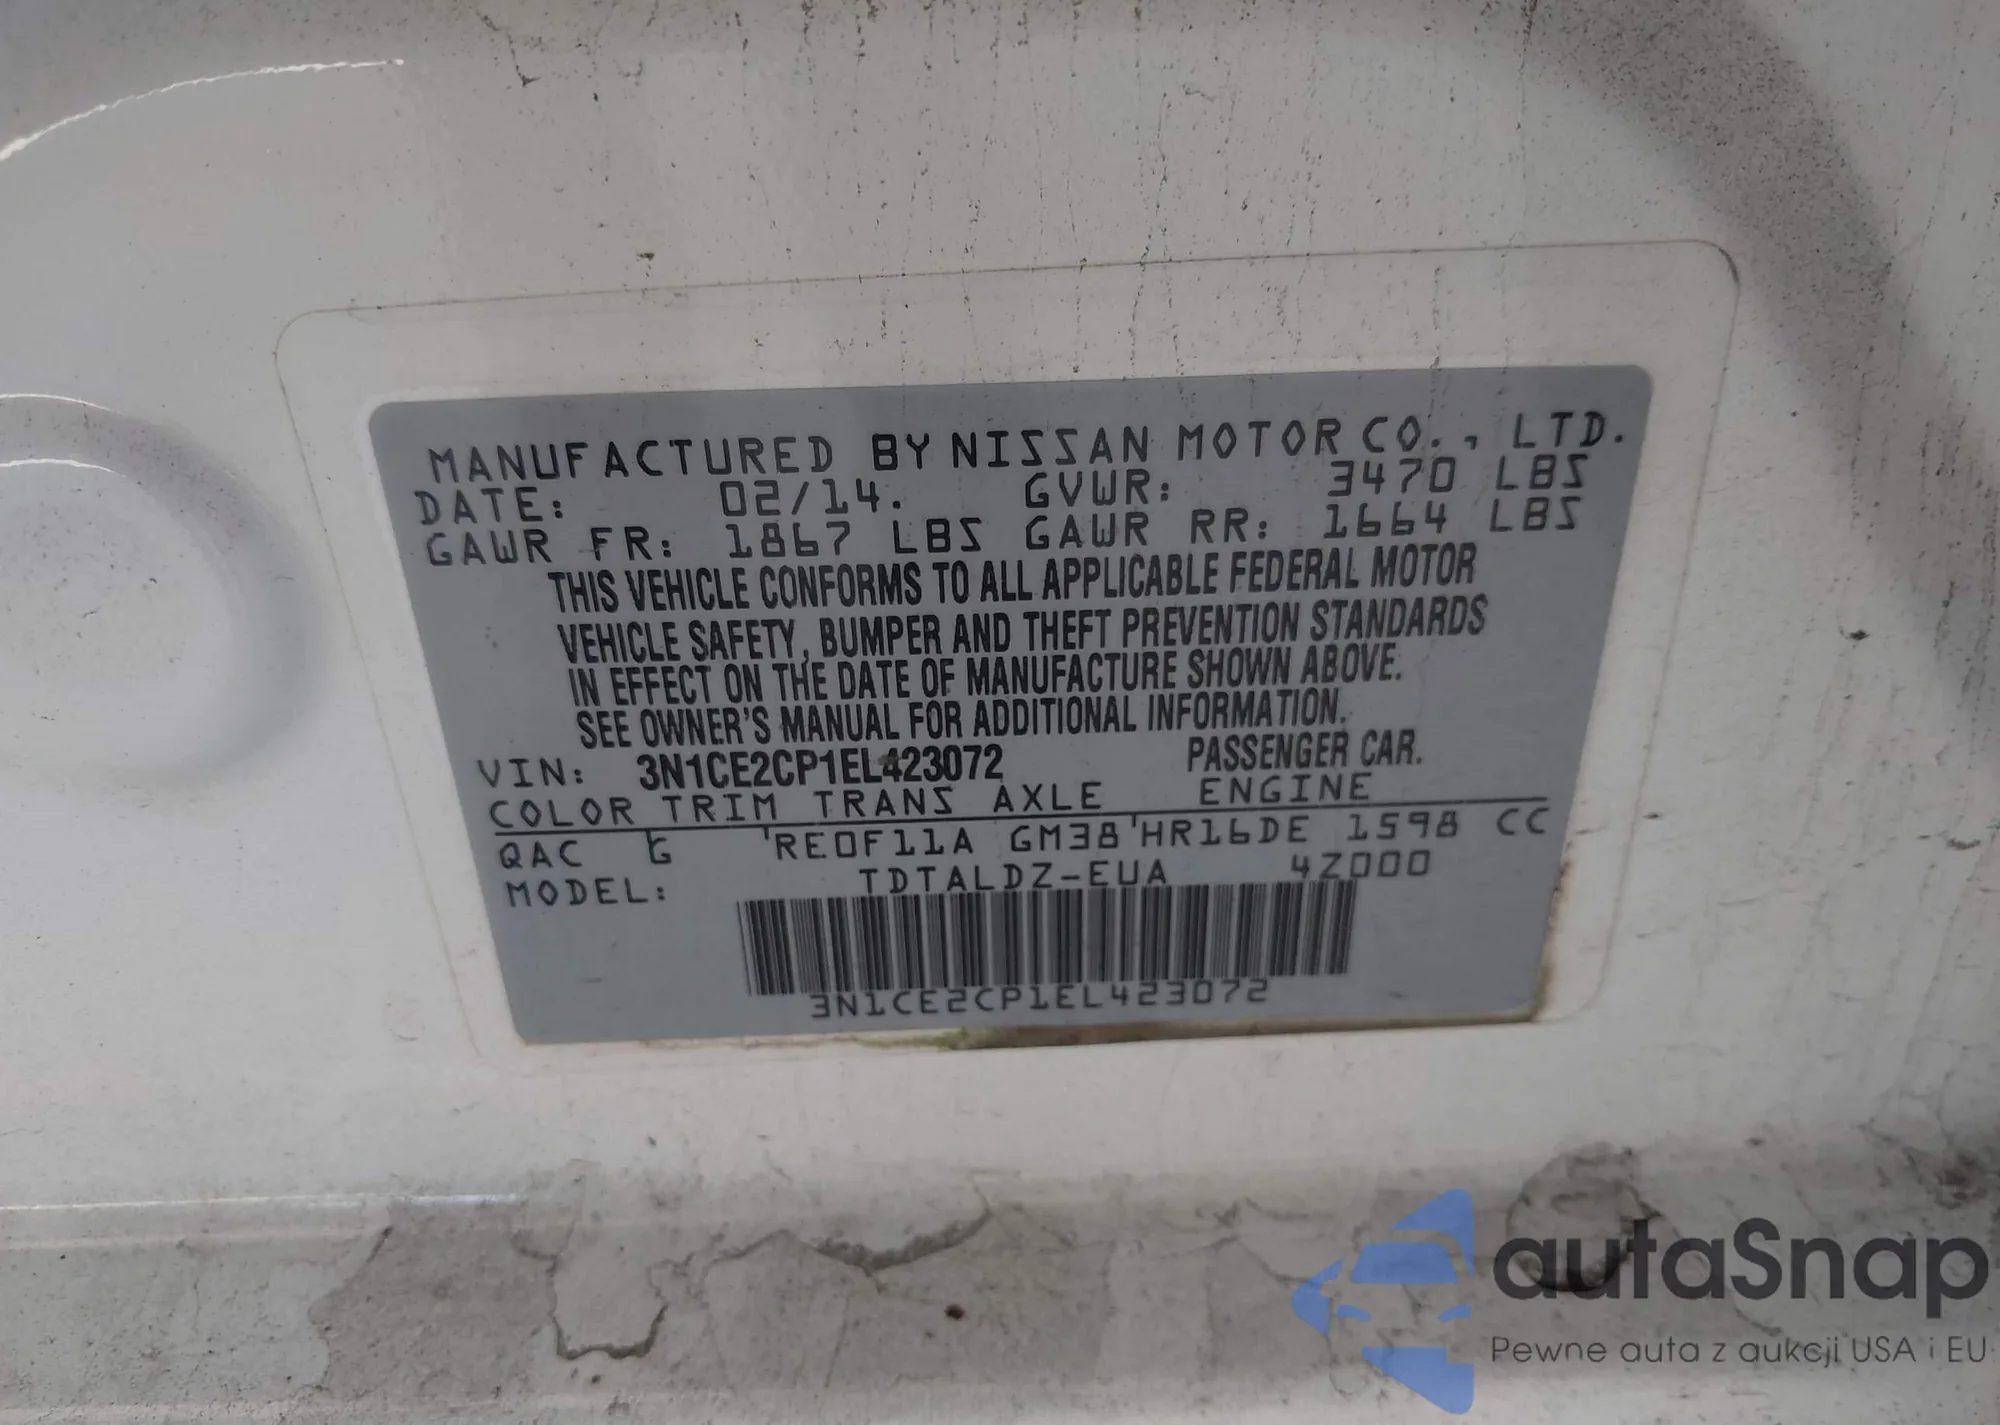 MANUFACTURED BY NISSAN MOTOR CO., LTD.
DATE: 02/14. GVWR: 3470 LBS
GAWR FR: 1867 LBS GAWR RR: 1664 LBS
THIS VEHICLE CONFORMS TO ALL APPLICABLE FEDERAL MOTOR
VEHICLE SAFETY, BUMPER AND THEFT PREVENTION STANDARDS
IN EFFECT ON THE DATE OF MANUFACTURE SHOWN ABOVE.
SEE OWNER'S MANUAL FOR ADDITIONAL INFORMATION.
VIN: 3N1CE2CP1EL423072 PASSENGER CAR.
COLOR TRIM TRANS AXLE ENGINE
QAC G 'RE0F11A GM38'HR16DE 1598 CC
MODEL: TDTALDZ-EUA 4Z000
3N1CE2CP1EL423072
autaSnap
Pewne auta z aukcji USA i EU